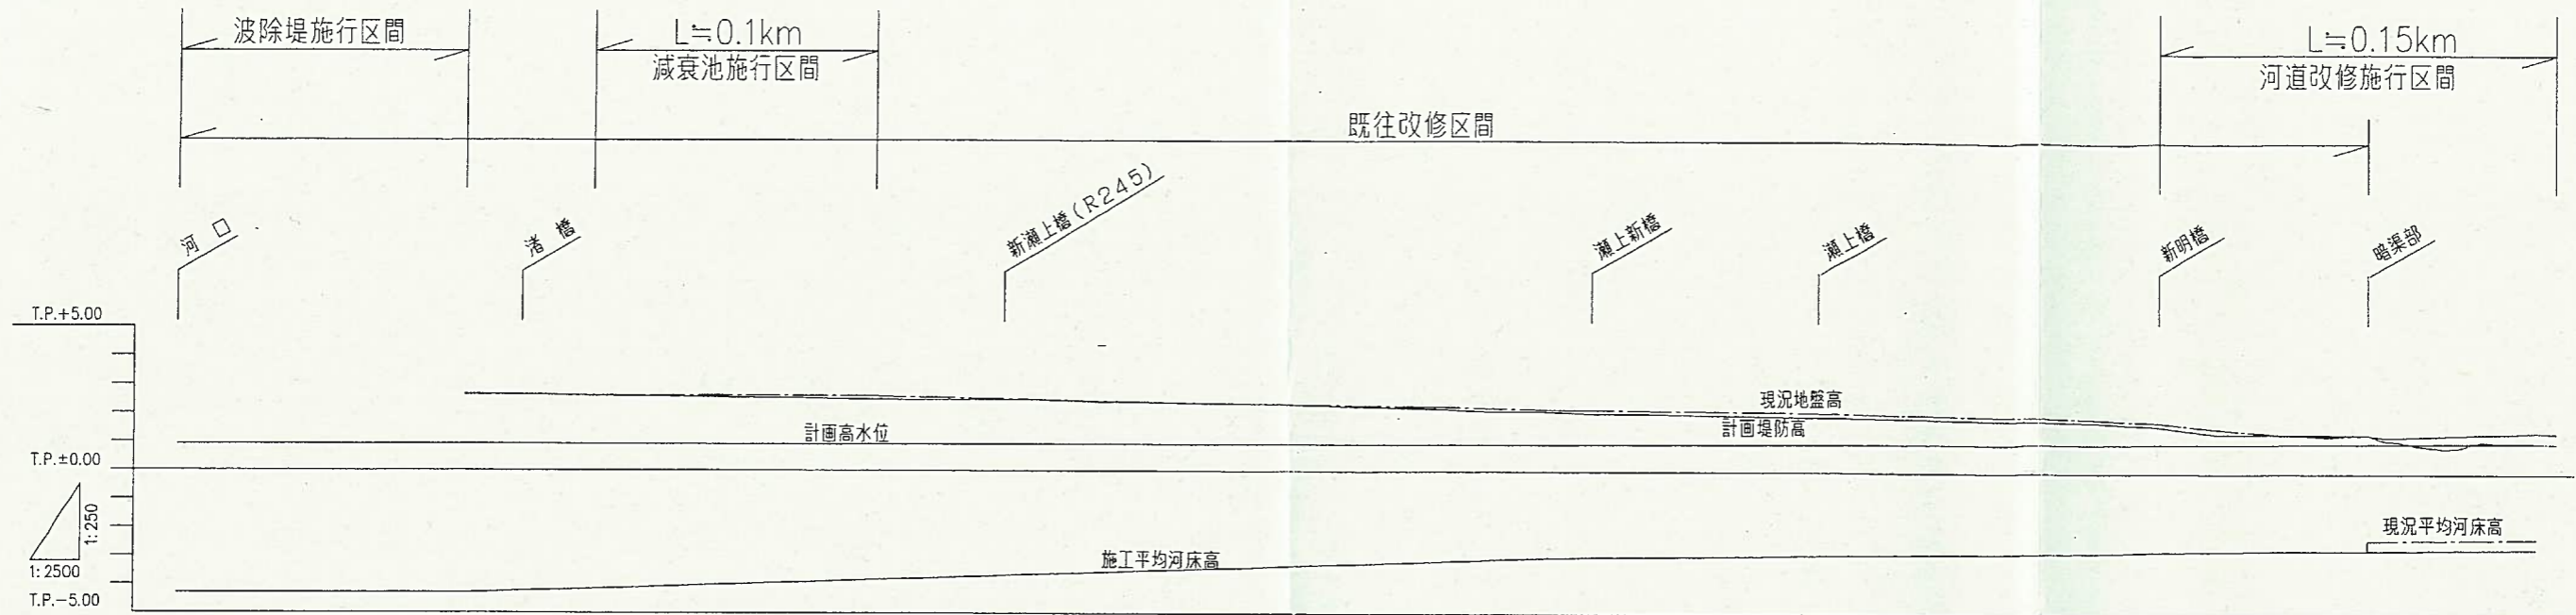 波除堤施行区間
L≒0.1km
減衰池施行区間
L≒0.15km
河道改修施行区間
既往改修区間
河口
渚橋
新瀬上橋(R245)
瀬上新橋
瀬上橋
新明橋
暗渠部
T.P.+5.00
現況地盤高
計画高水位
計画堤防高
T.P.±0.00
1:250
1:2500
現況平均河床高
施工平均河床高
T.P.-5.00